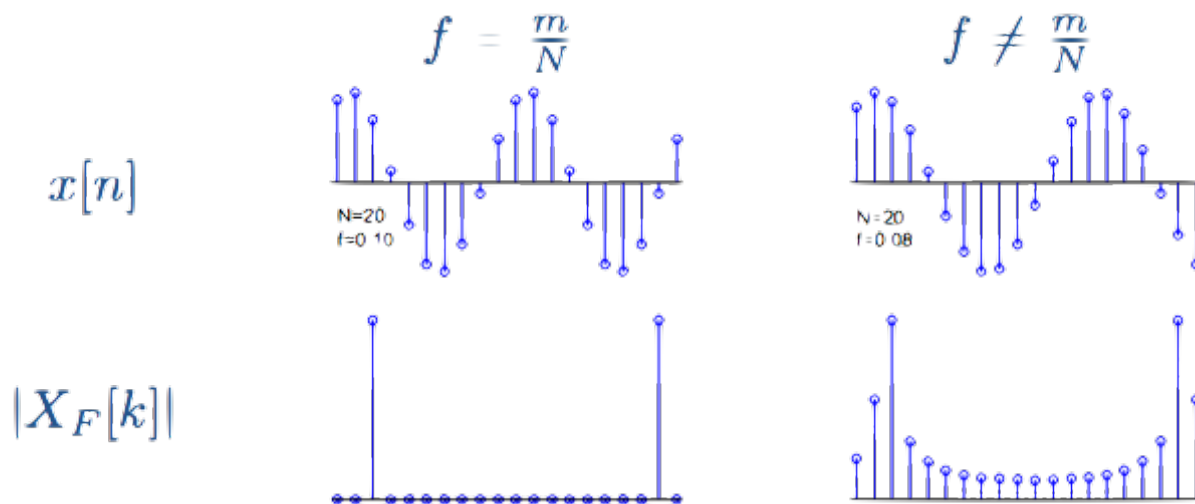 f = m/N
f ≠ m/N
x[n]
N=20
f=0.10
N=20
f=0.08
|X_F[k]|